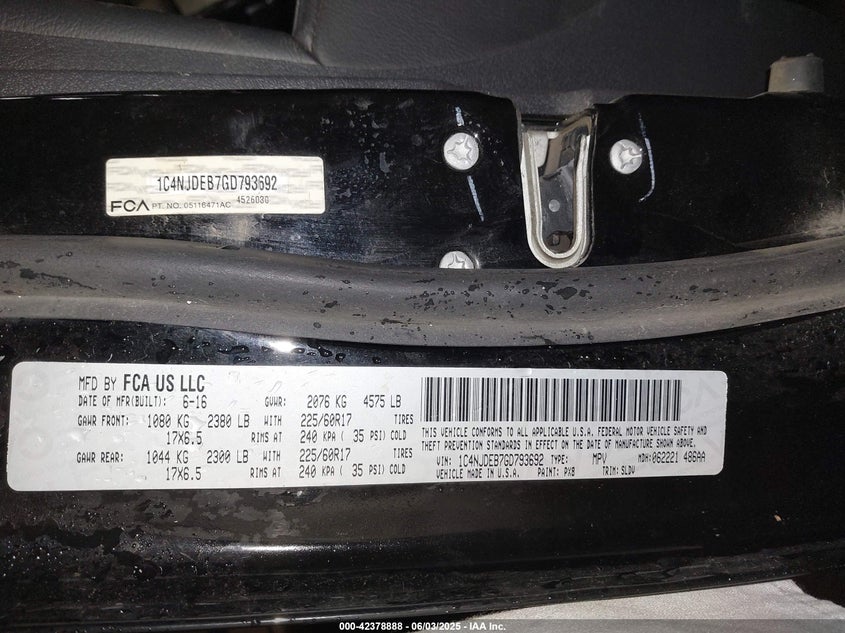 1C4NJDEB7GD793692
FCA PT. NO. 05116471AC 4526030
MFD BY FCA US LLC
DATE OF MFR(BUILT): 6-16 GVWR: 2076 KG 4575 LB
GAWR FRONT: 1080 KG 2380 LB WITH 225/60R17 TIRES
17X6.5 RIMS AT 240 KPA ( 35 PSI) COLD
GAWR REAR: 1044 KG 2300 LB WITH 225/60R17 TIRES
17X6.5 RIMS AT 240 KPA ( 35 PSI) COLD
THIS VEHICLE CONFORMS TO ALL APPLICABLE U.S.A. FEDERAL MOTOR VEHICLE SAFETY AND
THEFT PREVENTION STANDARDS IN EFFECT ON THE DATE OF MANUFACTURE SHOWN ABOVE.
VIN: 1C4NJDEB7GD793692 TYPE: MPV MDH: 062221 486AA
VEHICLE MADE IN U.S.A. PAINT: PX8 TRIM: SLDV
000-42378888 - 06/03/2025 - IAA Inc.